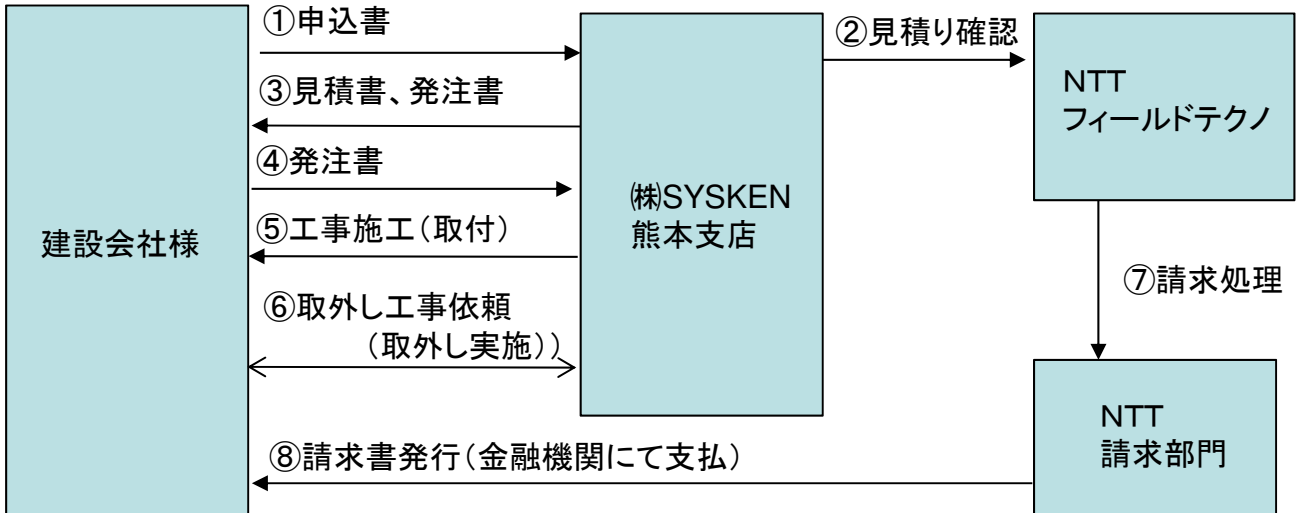 ①申込書
②見積り確認
③見積書、発注書
NTT
フィールドテクノ
④発注書
㈱SYSKEN
熊本支店
⑤工事施工（取付）
建設会社様
⑦請求処理
⑥取外し工事依頼
（取外し実施））
NTT
請求部門
⑧請求書発行（金融機関にて支払）